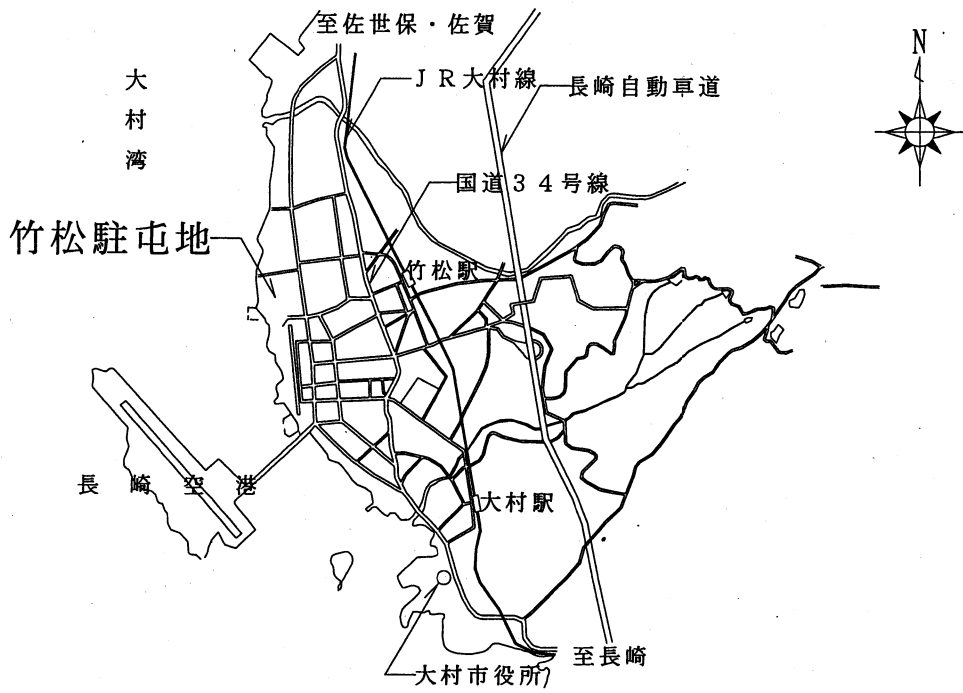 至佐世保・佐賀
N
大村湾
JR大村線
長崎自動車道
国道34号線
竹松駐屯地
竹松駅
長崎空港
大村駅
至長崎
大村市役所